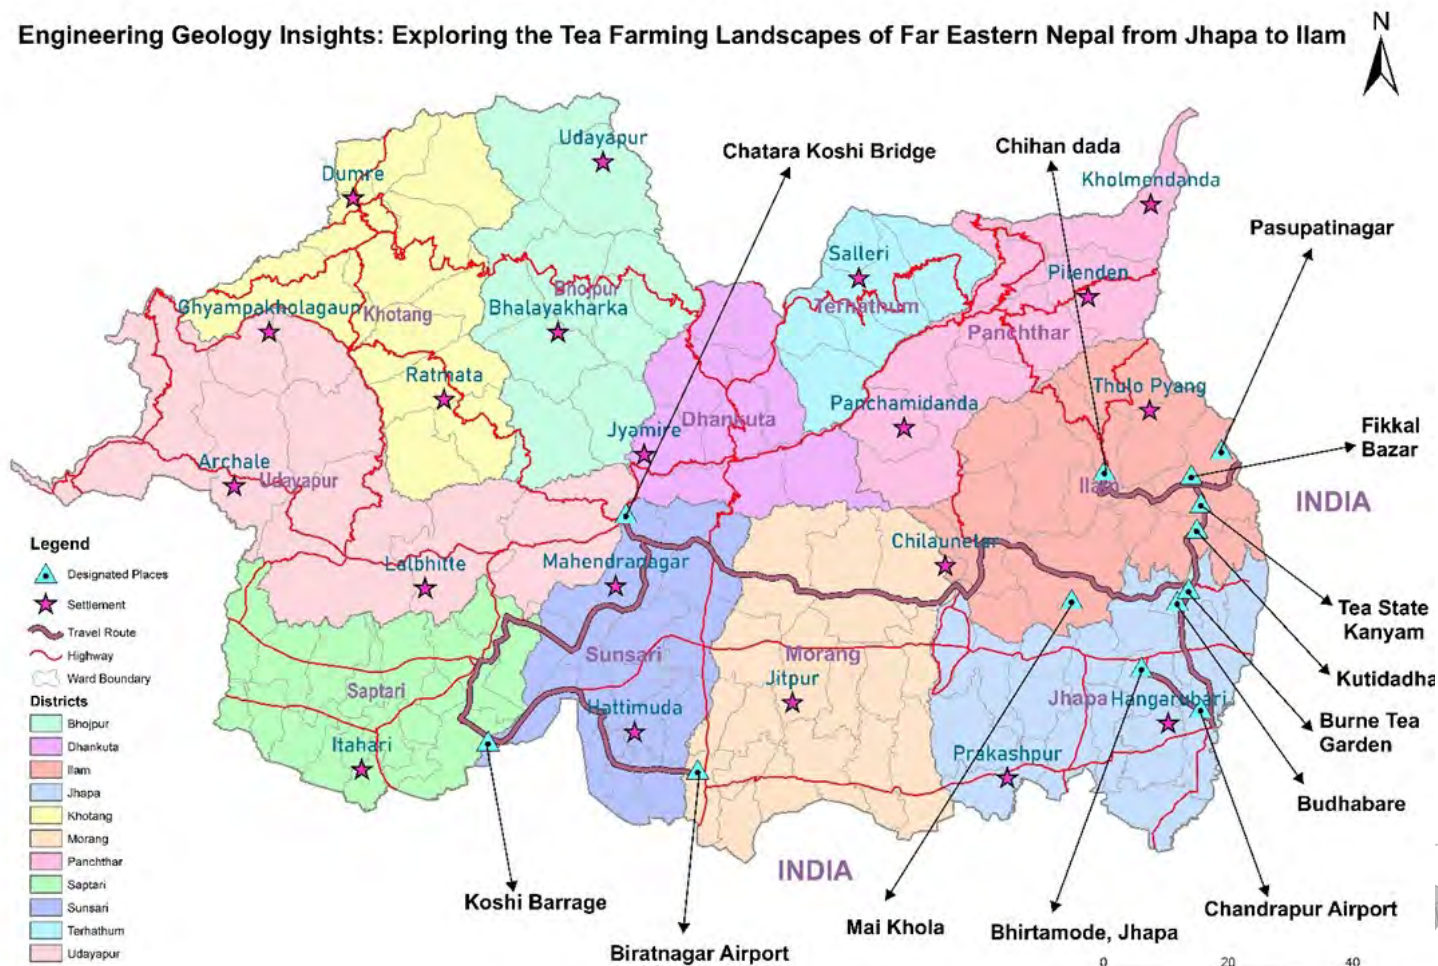 Engineering Geology Insights: Exploring the Tea Farming Landscapes of Far Eastern Nepal from Jhapa to Ilam
N
Chatara Koshi Bridge
Chihan dada
Pasupatinagar
Fikkal
Bazar
INDIA
Tea State
Kanyam
Kutidadha
Burne Tea
Garden
Budhabare
Chandrapur Airport
Bhirtamode, Jhapa
Mai Khola
Biratnagar Airport
Koshi Barrage
INDIA
Udayapur
Dumre
Kholmendanda
Salleri
Pilenden
Terhathum
Panchthar
Bhojpur
Bhalayakharka
Ghyampakholagaun
Khotang
Ratmata
Thulo Pyang
Panchamidanda
Dhankuta
Jyamire
Archale
Udayapur
Ilam
Chilaunetar
Mahendranagar
Lalbhitte
Sunsari
Morang
Saptari
Jitpur
Jhapa
Hangarubari
Hattimuda
Itahari
Prakashpur
Legend
Designated Places
Settlement
Travel Route
Highway
Ward Boundary
Districts
Bhojpur
Dhankuta
Ilam
Jhapa
Khotang
Morang
Panchthar
Saptari
Sunsari
Terhathum
Udayapur
0 20 40